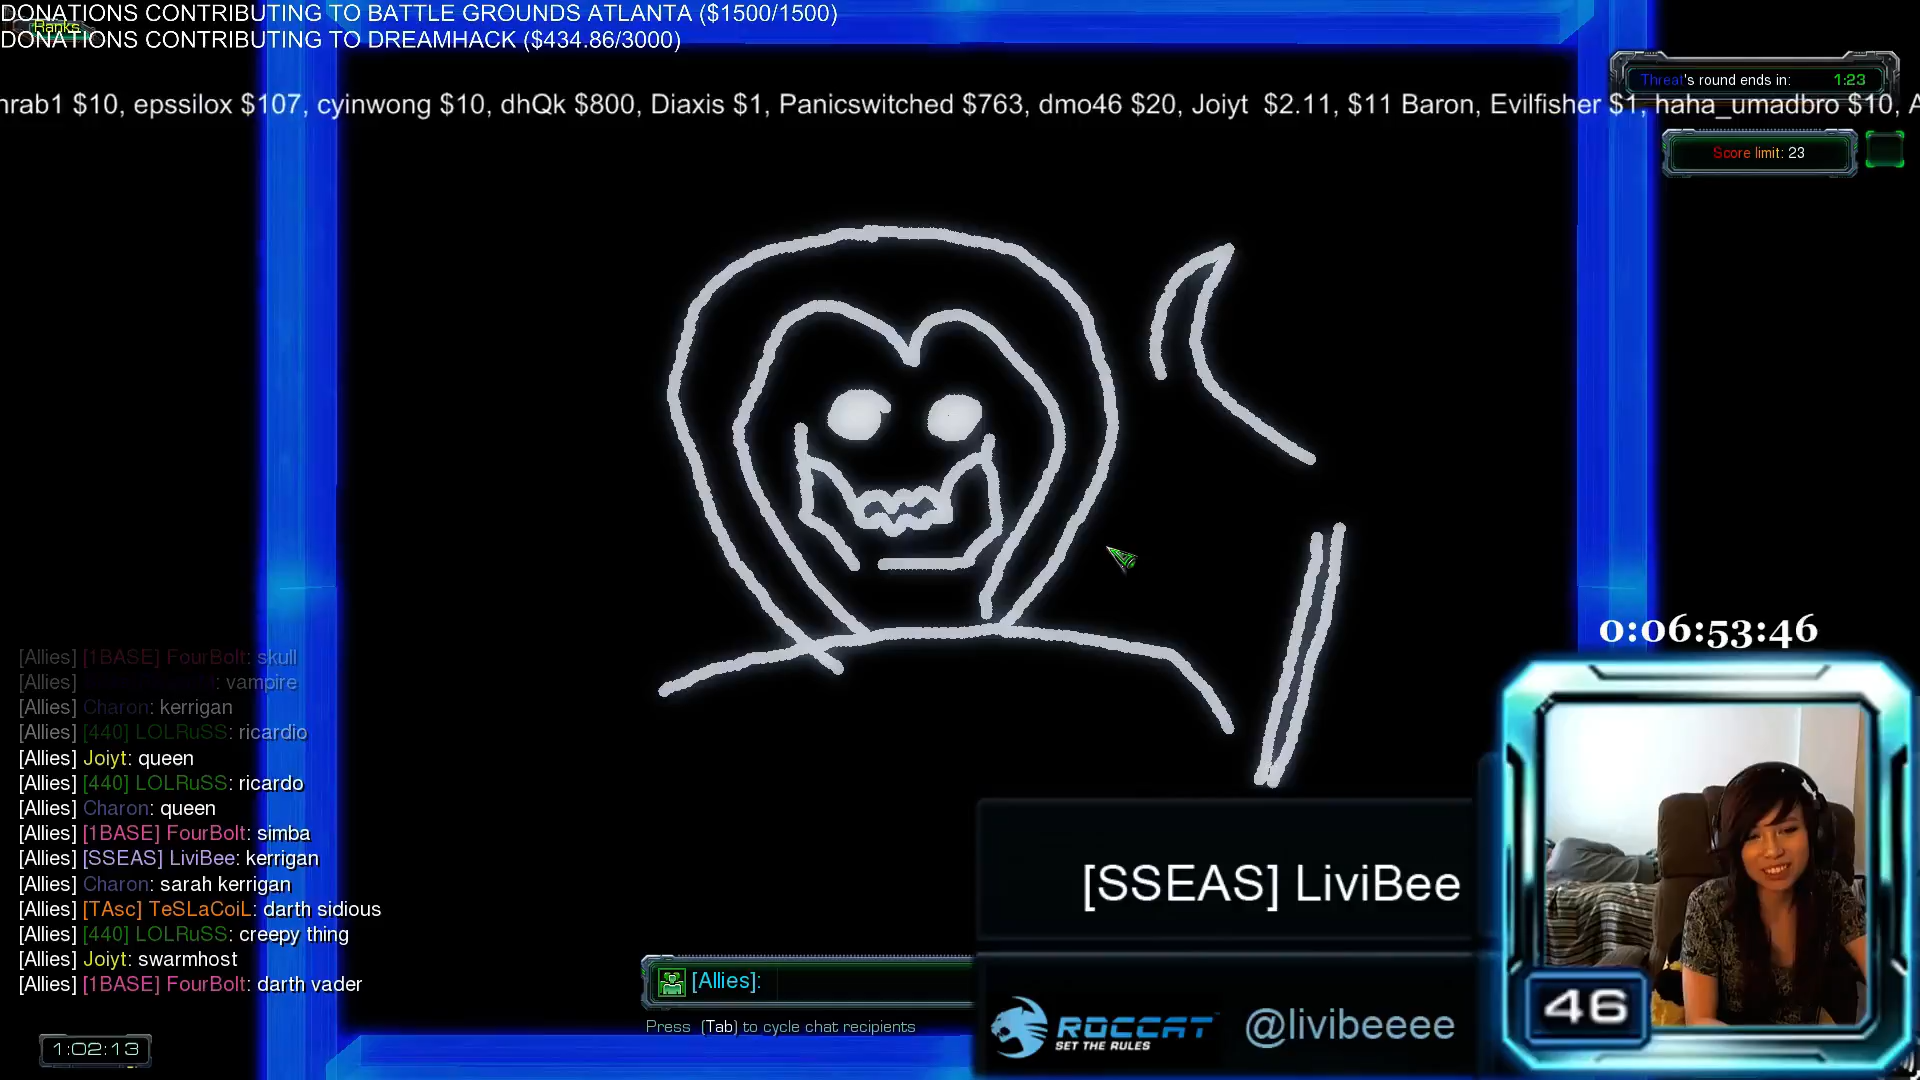 DONATIONS CONTRIBUTING TO BATTLE GROUNDS ATLANTA ($1500/1500)
Ranks
DONATIONS CONTRIBUTING TO DREAMHACK ($434.86/3000)
Threat's round ends in: 1:23
hrab1 $10, epssilox $107, cyinwong $10, dhQk $800, Diaxis $1, Panicswitched $763, dmo46 $20, Joiyt $2.11, $11 Baron, Evilfisher $1, haha_umadbro $10, A
Score limit: 23
0:06:53:46
[Allies] [1BASE] FourBolt: skull
[Allies] : vampire
[Allies] Charon: kerrigan
[Allies] [440] LOLRuSS: ricardio
[Allies] Joiyt: queen
[Allies] [440] LOLRuSS: ricardo
[Allies] Charon: queen
[Allies] [1BASE] FourBolt: simba
[Allies] [SSEAS] LiviBee: kerrigan
[Allies] Charon: sarah kerrigan
[Allies] [TAsc] TeSLaCoiL: darth sidious
[Allies] [440] LOLRuSS: creepy thing
[Allies] Joiyt: swarmhost
[Allies] [1BASE] FourBolt: darth vader
[SSEAS] LiviBee
[Allies]:
Press (Tab) to cycle chat recipients
ROCCAT
SET THE RULES
@livibeeee
46
1:02:13